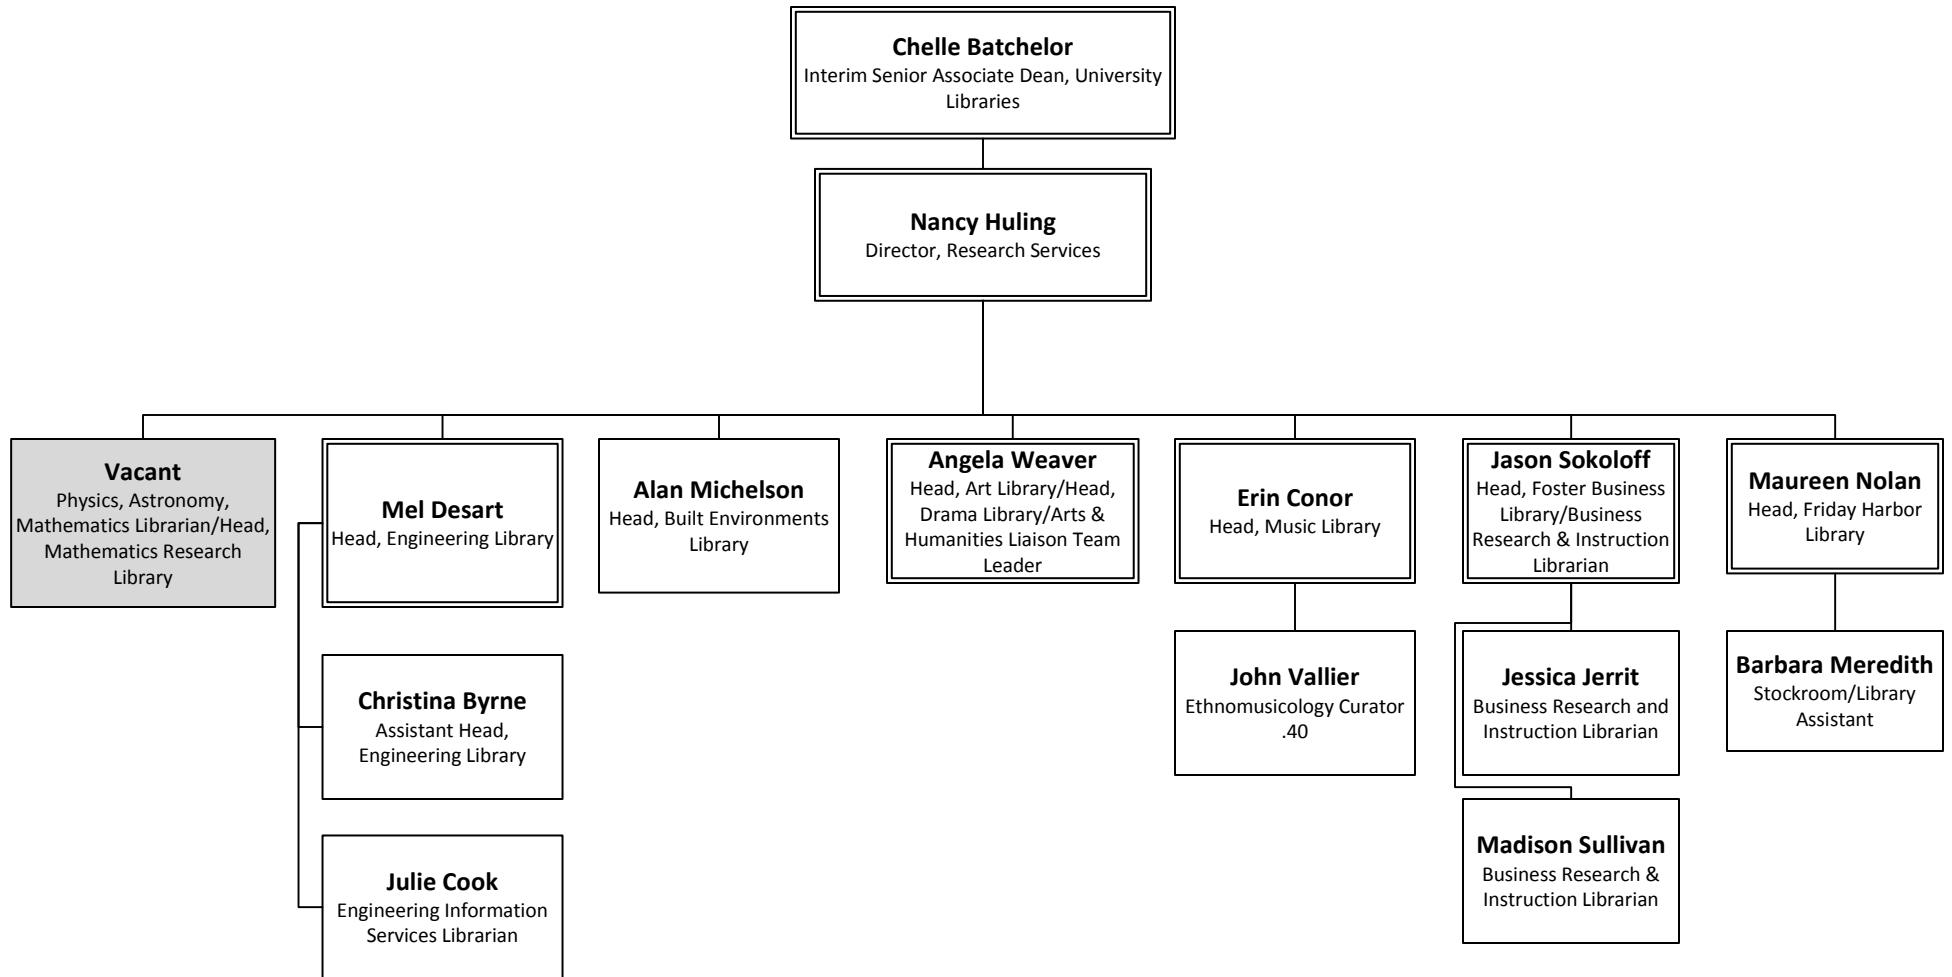 Chelle Batchelor
Interim Senior Associate Dean, University
Libraries
Nancy Huling
Director, Research Services
Vacant
Physics, Astronomy,
Mathematics Librarian/Head,
Mathematics Research
Library
Mel Desart
Head, Engineering Library
Alan Michelson
Head, Built Environments
Library
Angela Weaver
Head, Art Library/Head,
Drama Library/Arts &
Humanities Liaison Team
Leader
Erin Conor
Head, Music Library
Jason Sokoloff
Head, Foster Business
Library/Business
Research & Instruction
Librarian
Maureen Nolan
Head, Friday Harbor
Library
Christina Byrne
Assistant Head,
Engineering Library
John Vallier
Ethnomusicology Curator
.40
Jessica Jerrit
Business Research and
Instruction Librarian
Barbara Meredith
Stockroom/Library
Assistant
Julie Cook
Engineering Information
Services Librarian
Madison Sullivan
Business Research &
Instruction Librarian